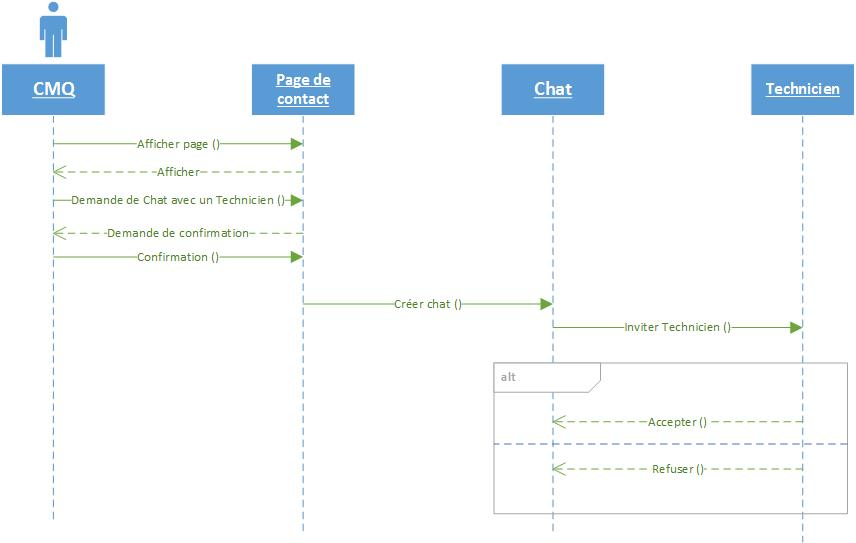 CMQ
Page de
contact
Chat
Technicien
Afficher page ()
Afficher
Demande de Chat avec un Technicien ()
Demande de confirmation
Confirmation ()
Créer chat ()
Inviter Technicien ()
alt
Accepter ()
Refuser ()